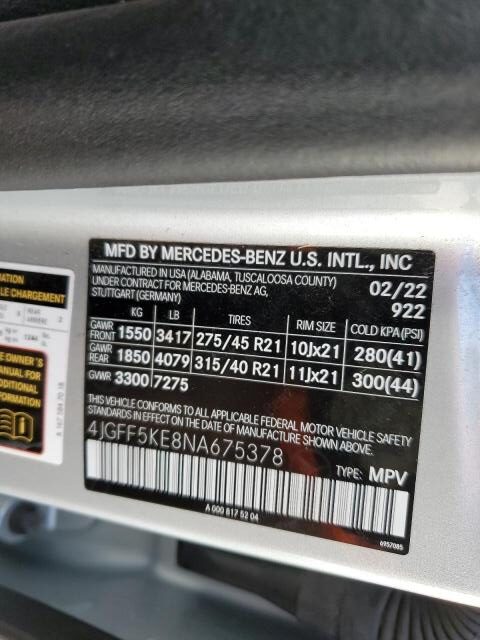 MFD BY MERCEDES-BENZ U.S. INTL., INC
MANUFACTURED IN USA (ALABAMA, TUSCALOOSA COUNTY)
UNDER CONTRACT FOR MERCEDES-BENZ AG,
STUTTGART (GERMANY)
02/22
922
KG LB TIRES RIM SIZE COLD KPA(PSI)
GAWR FRONT 1550 3417 275/45 R21 10Jx21 280(41)
GAWR REAR 1850 4079 315/40 R21 11Jx21 300(44)
GVWR 3300 7275
THIS VEHICLE CONFORMS TO ALL APPLICABLE FEDERAL MOTOR VEHICLE SAFETY
STANDARDS IN EFFECT ON THE DATE OF MANUFACTURE SHOWN ABOVE.
4JGFF5KE8NA675378
TYPE: MPV
A 000 817 52 04
6957085
MATION
LE CHARGEMENT
REAR
E OWNER'S
MANUAL FOR
ADDITIONAL
FORMATION